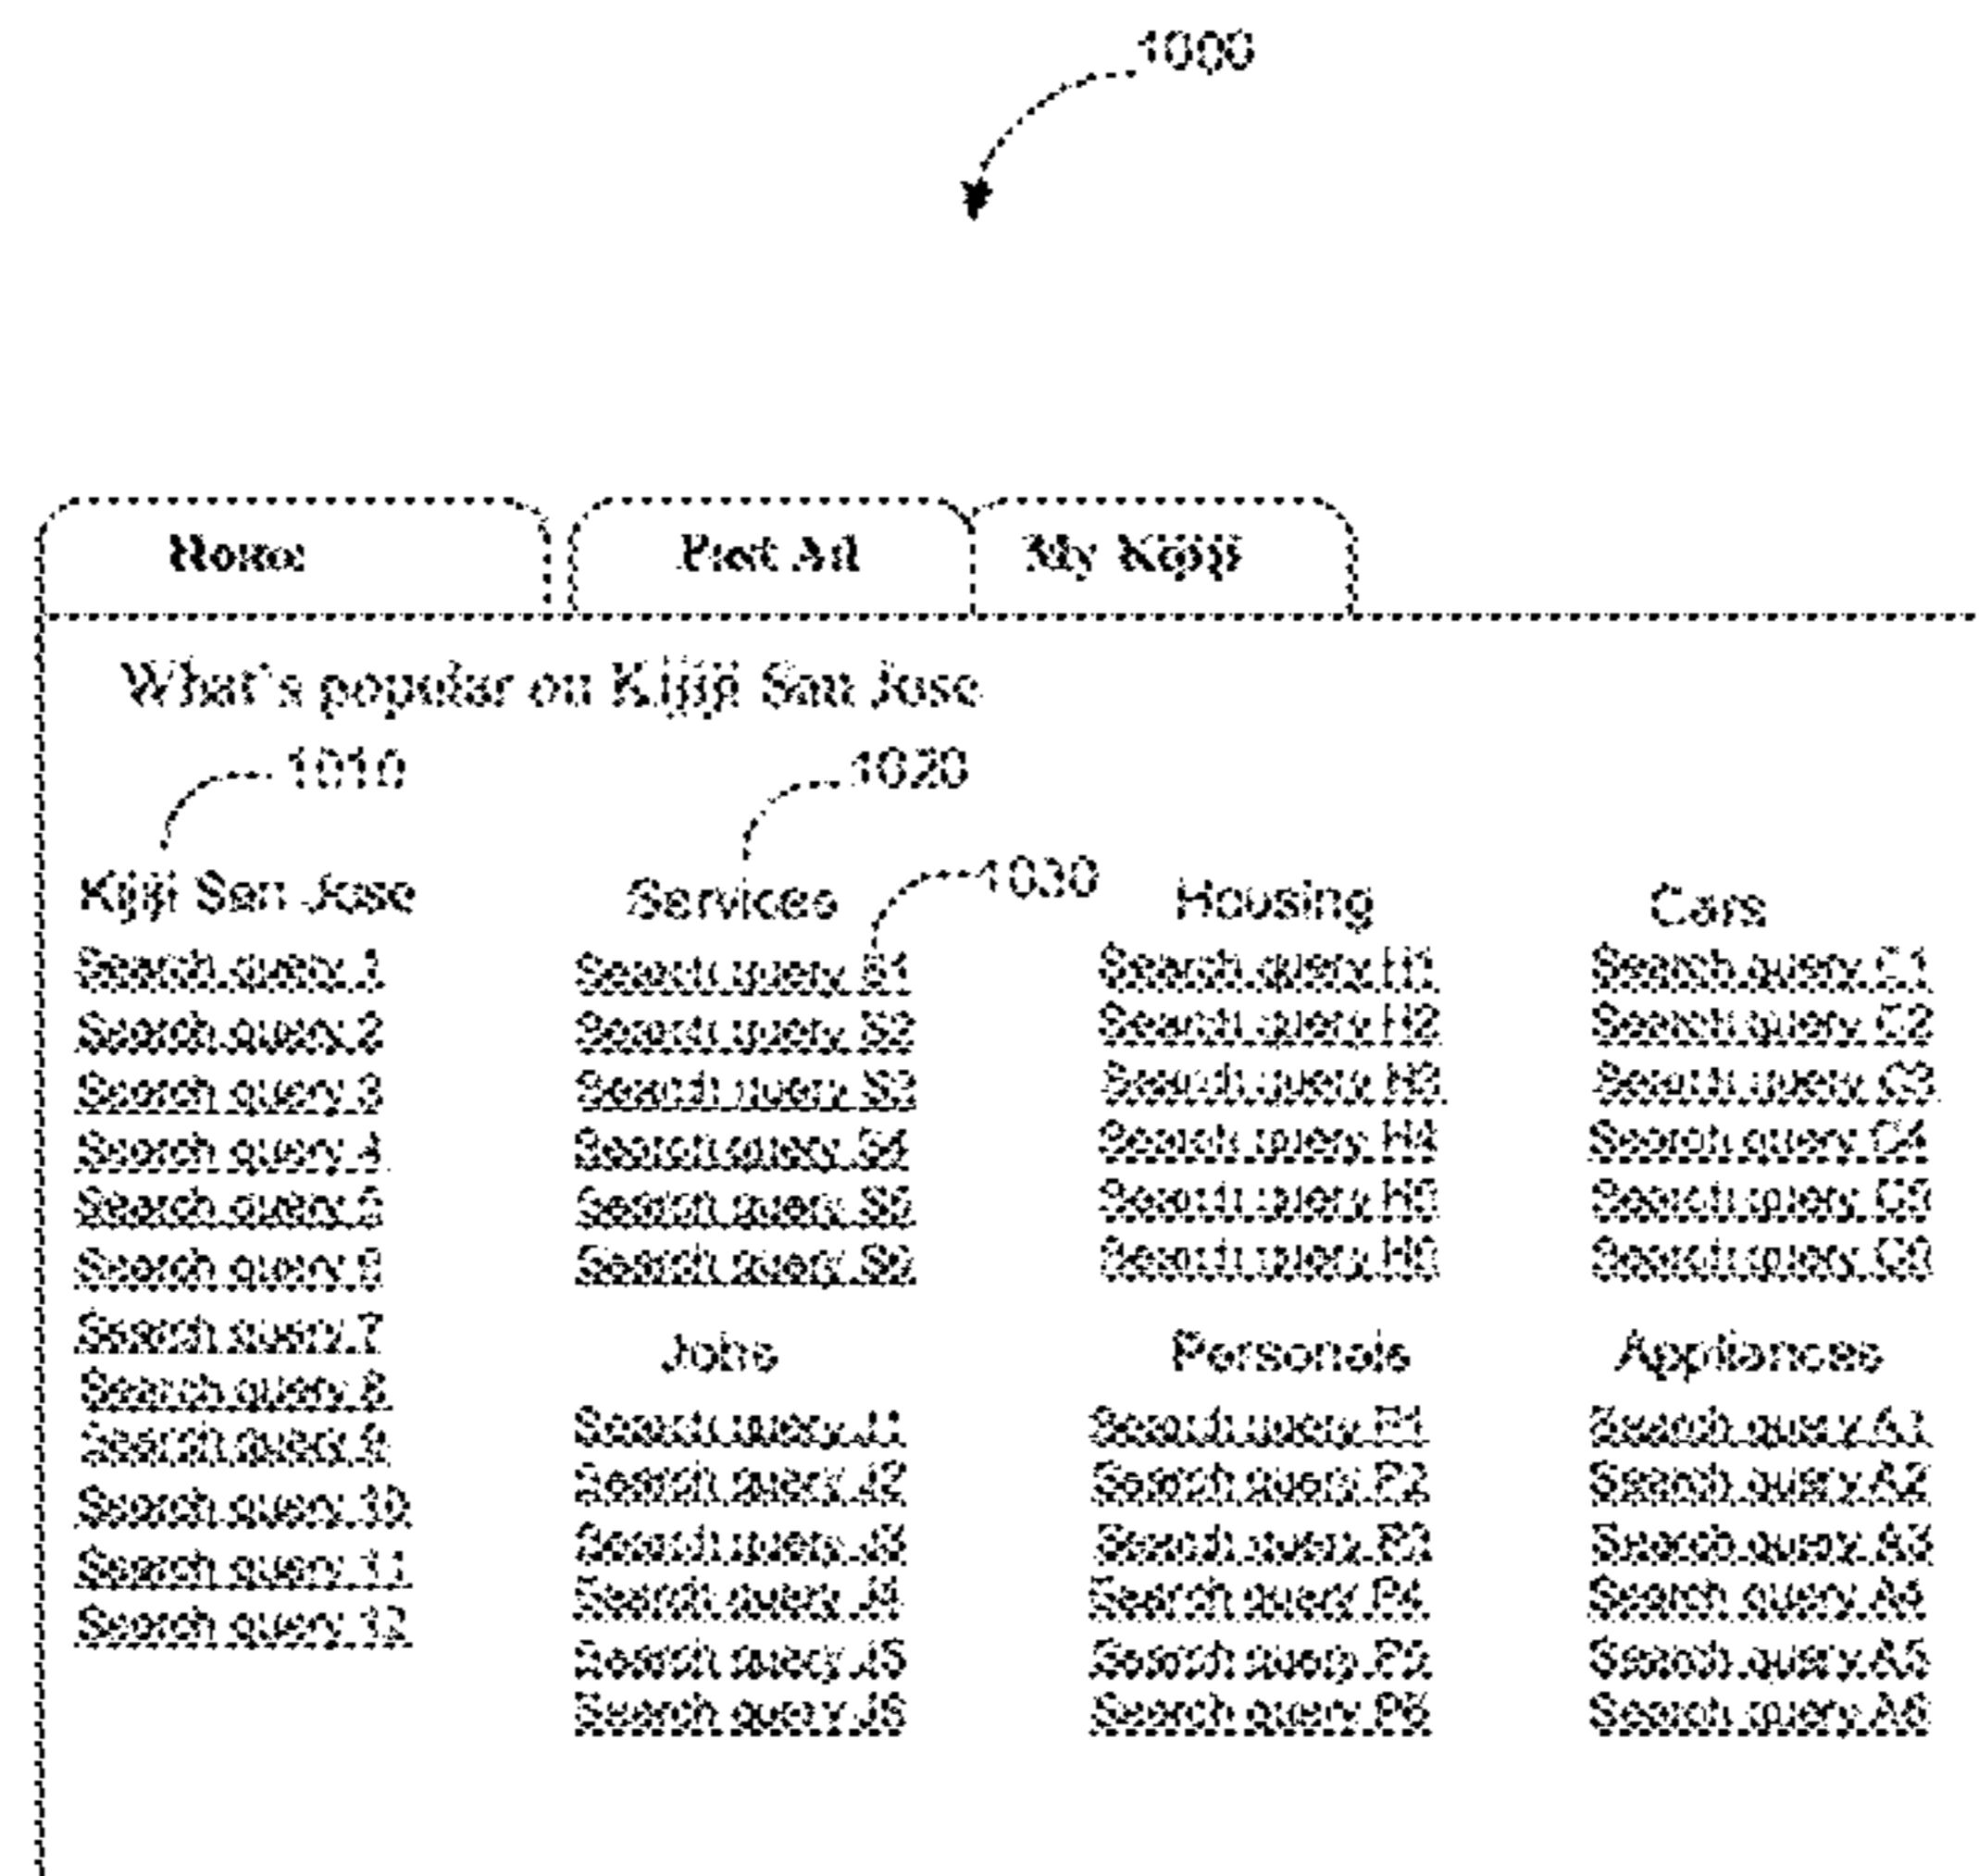 1000
Home Post Ad My Kijiji
What's popular on Kijiji San Jose
1010 1020
1030
Kijiji San Jose Services Housing Cars
Search query 1 Search query S1 Search query H1 Search query C1
Search query 2 Search query S2 Search query H2 Search query C2
Search query 3 Search query S3 Search query H3 Search query C3
Search query 4 Search query S4 Search query H4 Search query C4
Search query 5 Search query S5 Search query H5 Search query C5
Search query 6 Search query S6 Search query H6 Search query C6
Search query 7 Jobs Personals Appliances
Search query 8
Search query 9 Search query J1 Search query P1 Search query A1
Search query 10 Search query J2 Search query P2 Search query A2
Search query 11 Search query J3 Search query P3 Search query A3
Search query 12 Search query J4 Search query P4 Search query A4
Search query J5 Search query P5 Search query A5
Search query J6 Search query P6 Search query A6